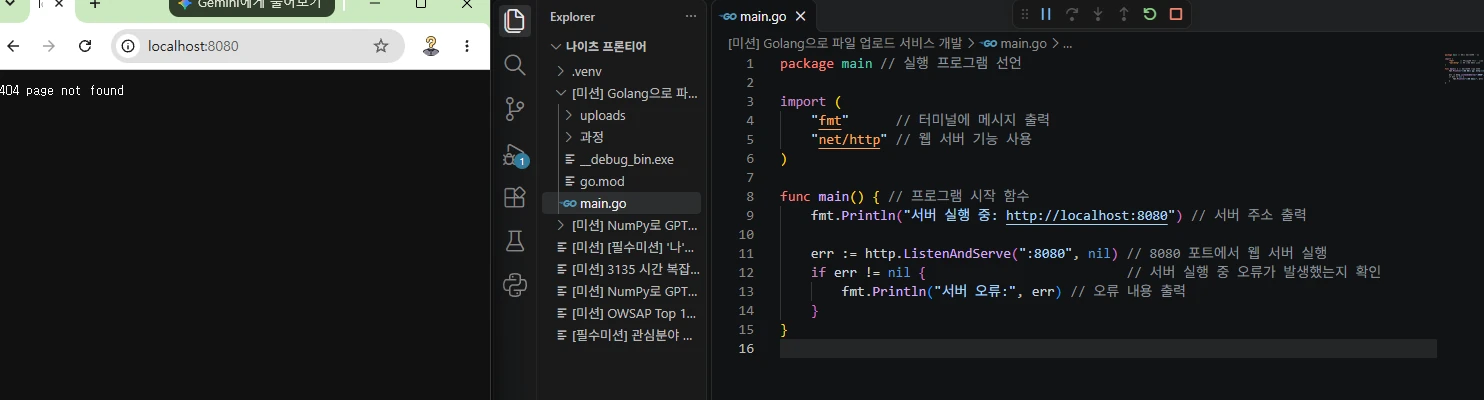 Gemini에게 물어보기
localhost:8080
404 page not found
Explorer
나이츠 프론티어
.venv
[미션] Golang으로 파...
uploads
과정
__debug_bin.exe
go.mod
main.go
[미션] NumPy로 GPT...
[미션] [필수미션] '나'...
[미션] 3135 시간 복잡...
[미션] NumPy로 GPT...
[미션] OWSAP Top 1...
[필수미션] 관심분야 ...
1
main.go
[미션] Golang으로 파일 업로드 서비스 개발 > main.go > ...
1 package main // 실행 프로그램 선언
2
3 import (
4 "fmt" // 터미널에 메시지 출력
5 "net/http" // 웹 서버 기능 사용
6 )
7
8 func main() { // 프로그램 시작 함수
9 fmt.Println("서버 실행 중: http://localhost:8080") // 서버 주소 출력
10
11 err := http.ListenAndServe(":8080", nil) // 8080 포트에서 웹 서버 실행
12 if err != nil { // 서버 실행 중 오류가 발생했는지 확인
13 fmt.Println("서버 오류:", err) // 오류 내용 출력
14 }
15 }
16